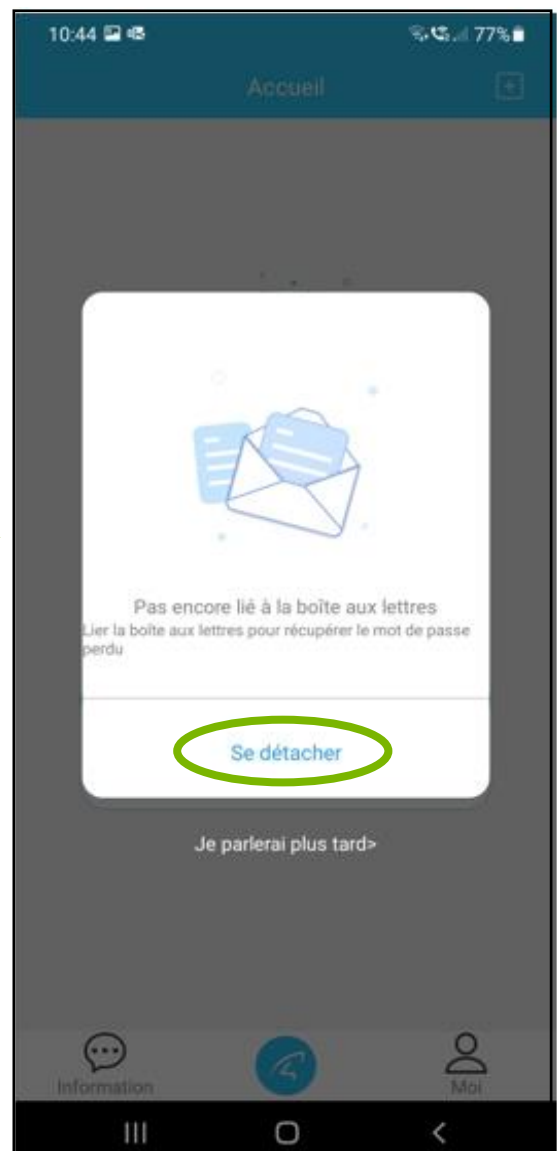 10:44 77%
Accueil
Pas encore lié à la boîte aux lettres
Lier la boîte aux lettres pour récupérer le mot de passe
perdu
Se détacher
Je parlerai plus tard>
Information Moi